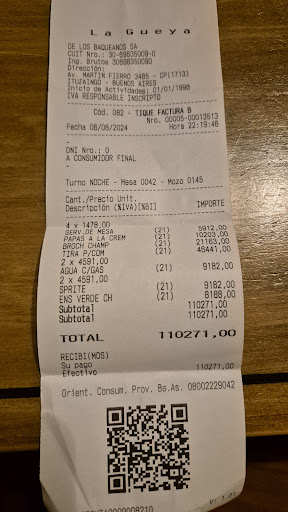 La Gueya
DE LOS BAQUEANOS SA
CUIT Nro.: 30-69635009-0
Ing. Brutos 30696350090
Dirección:
Av. MARTIN FIERRO 3465 - CP(1713)
ITUZAINGO - BUENOS AIRES
Inicio de Actividades: 01/01/1998
IVA RESPONSABLE INSCRIPTO
Cód. 082 - TIQUE FACTURA B
Nro. 00005-00013513
Fecha 06/06/2024 Hora 22:19:46
-
-
DNI Nro.: 0
A CONSUMIDOR FINAL
-
-
Turno NOCHE - Mesa 0042 - Mozo 0145
Cant./Precio Unit.
Descripción (%IVA)[%BI] IMPORTE
4 x 1478,00
SERV.DE MESA (21) 5912,00
PAPAS A LA CREM (21) 10203,00
BROCH CHAMP (21) 21163,00
TIRA P/COM (21) 46441,00
2 x 4591,00
AGUA C/GAS (21) 9182,00
2 x 4591,00
SPRITE (21) 9182,00
ENS VERDE CH (21) 8188,00
Subtotal 110271,00
Subtotal 110271,00
TOTAL 110271,00
RECIBI(MOS)
Su pago
Efectivo 110271,00
Orient. Consum. Prov. Bs.As. 08002229042